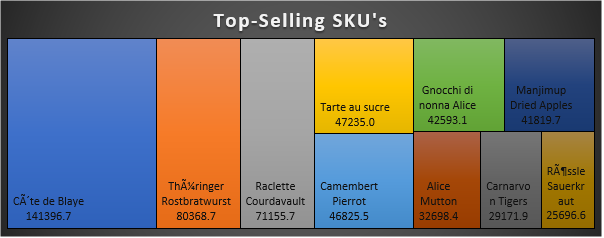 Top-Selling SKU's
CÃ´te de Blaye
141396.7
ThÃ¼ringer
Rostbratwurst
80368.7
Raclette
Courdavault
71155.7
Tarte au sucre
47235.0
Camembert
Pierrot
46825.5
Gnocchi di
nonna Alice
42593.1
Manjimup
Dried Apples
41819.7
Alice
Mutton
32698.4
Carnarvo
n Tigers
29171.9
RÃ¶ssle
Sauerkr
aut
25696.6